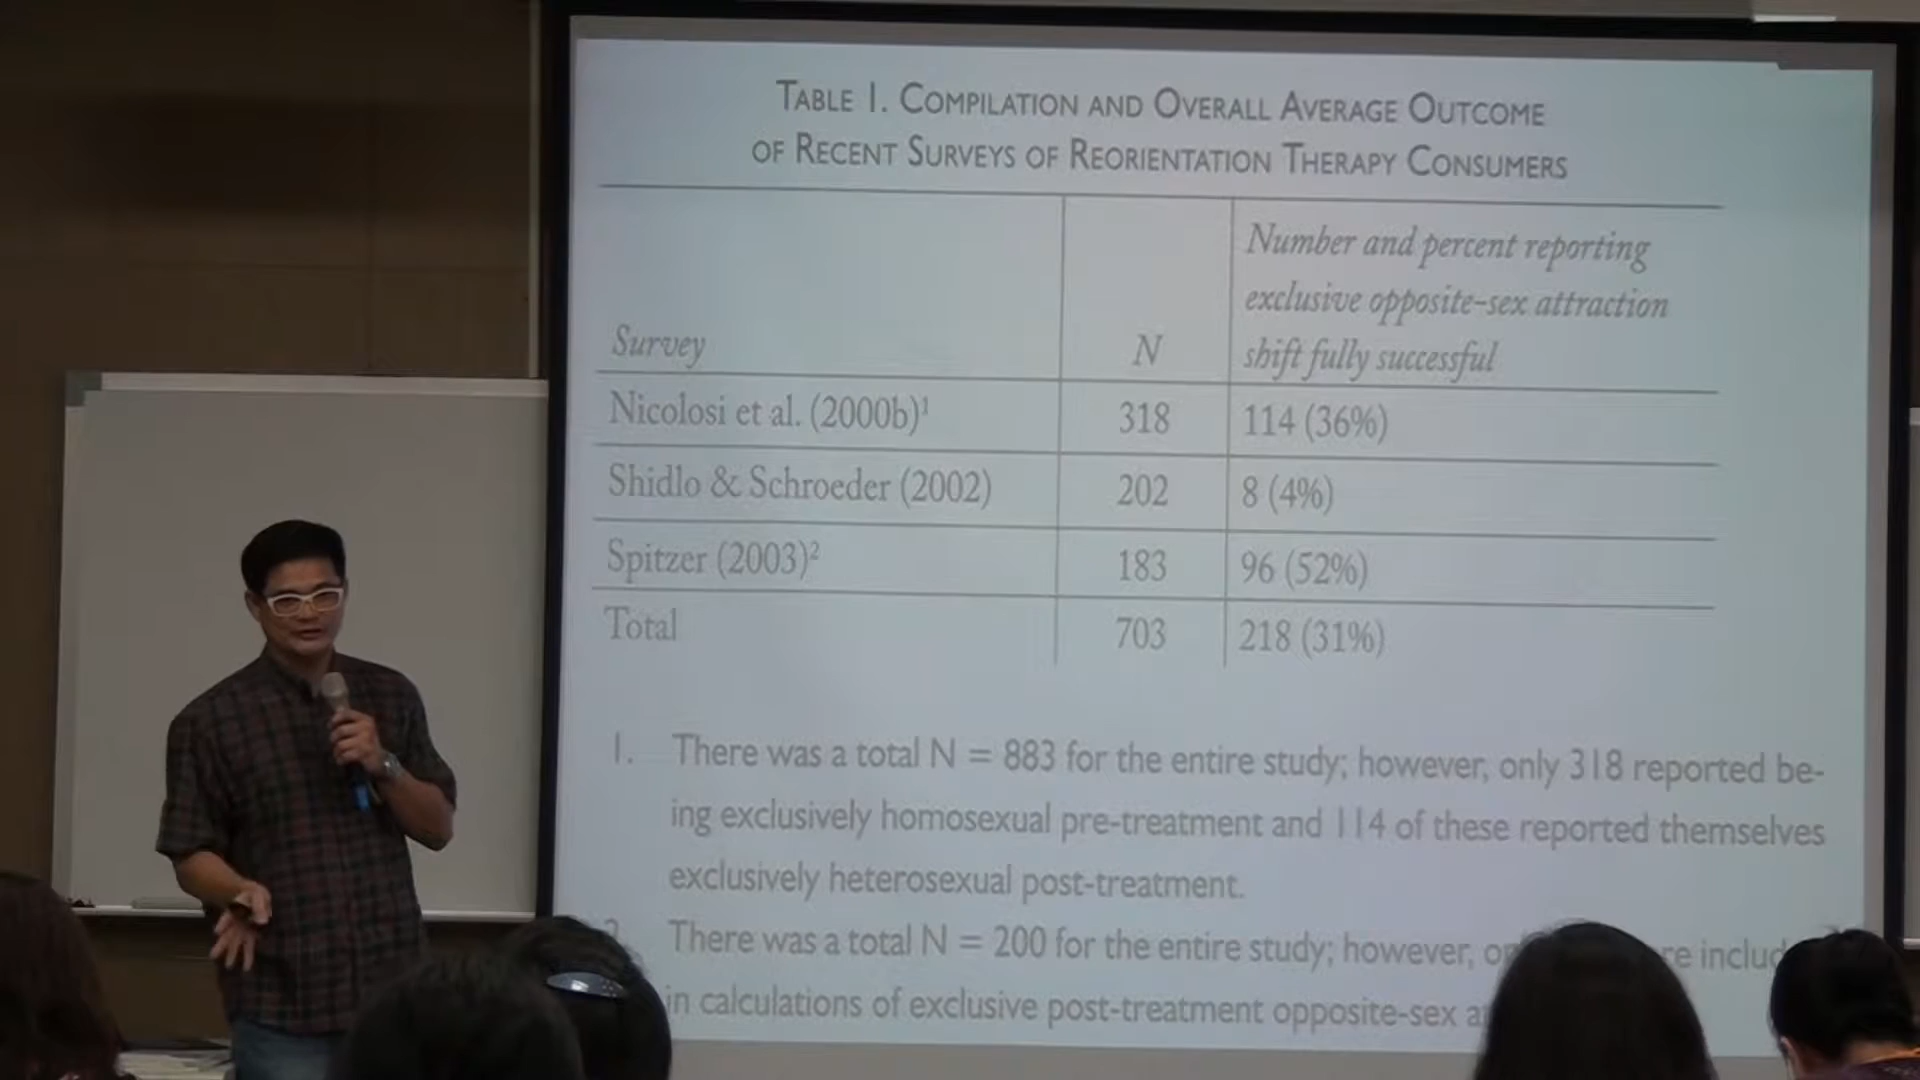 TABLE 1. COMPILATION AND OVERALL AVERAGE OUTCOME
OF RECENT SURVEYS OF REORIENTATION THERAPY CONSUMERS
Survey
N
Number and percent reporting
exclusive opposite-sex attraction
shift fully successful
Nicolosi et al. (2000b)¹ 318 114 (36%)
Shidlo & Schroeder (2002) 202 8 (4%)
Spitzer (2003)² 183 96 (52%)
Total 703 218 (31%)
1. There was a total N = 883 for the entire study; however, only 318 reported be-
ing exclusively homosexual pre-treatment and 114 of these reported themselves
exclusively heterosexual post-treatment.
There was a total N = 200 for the entire study; however,
in calculations of exclusive post-treatment opposite-sex